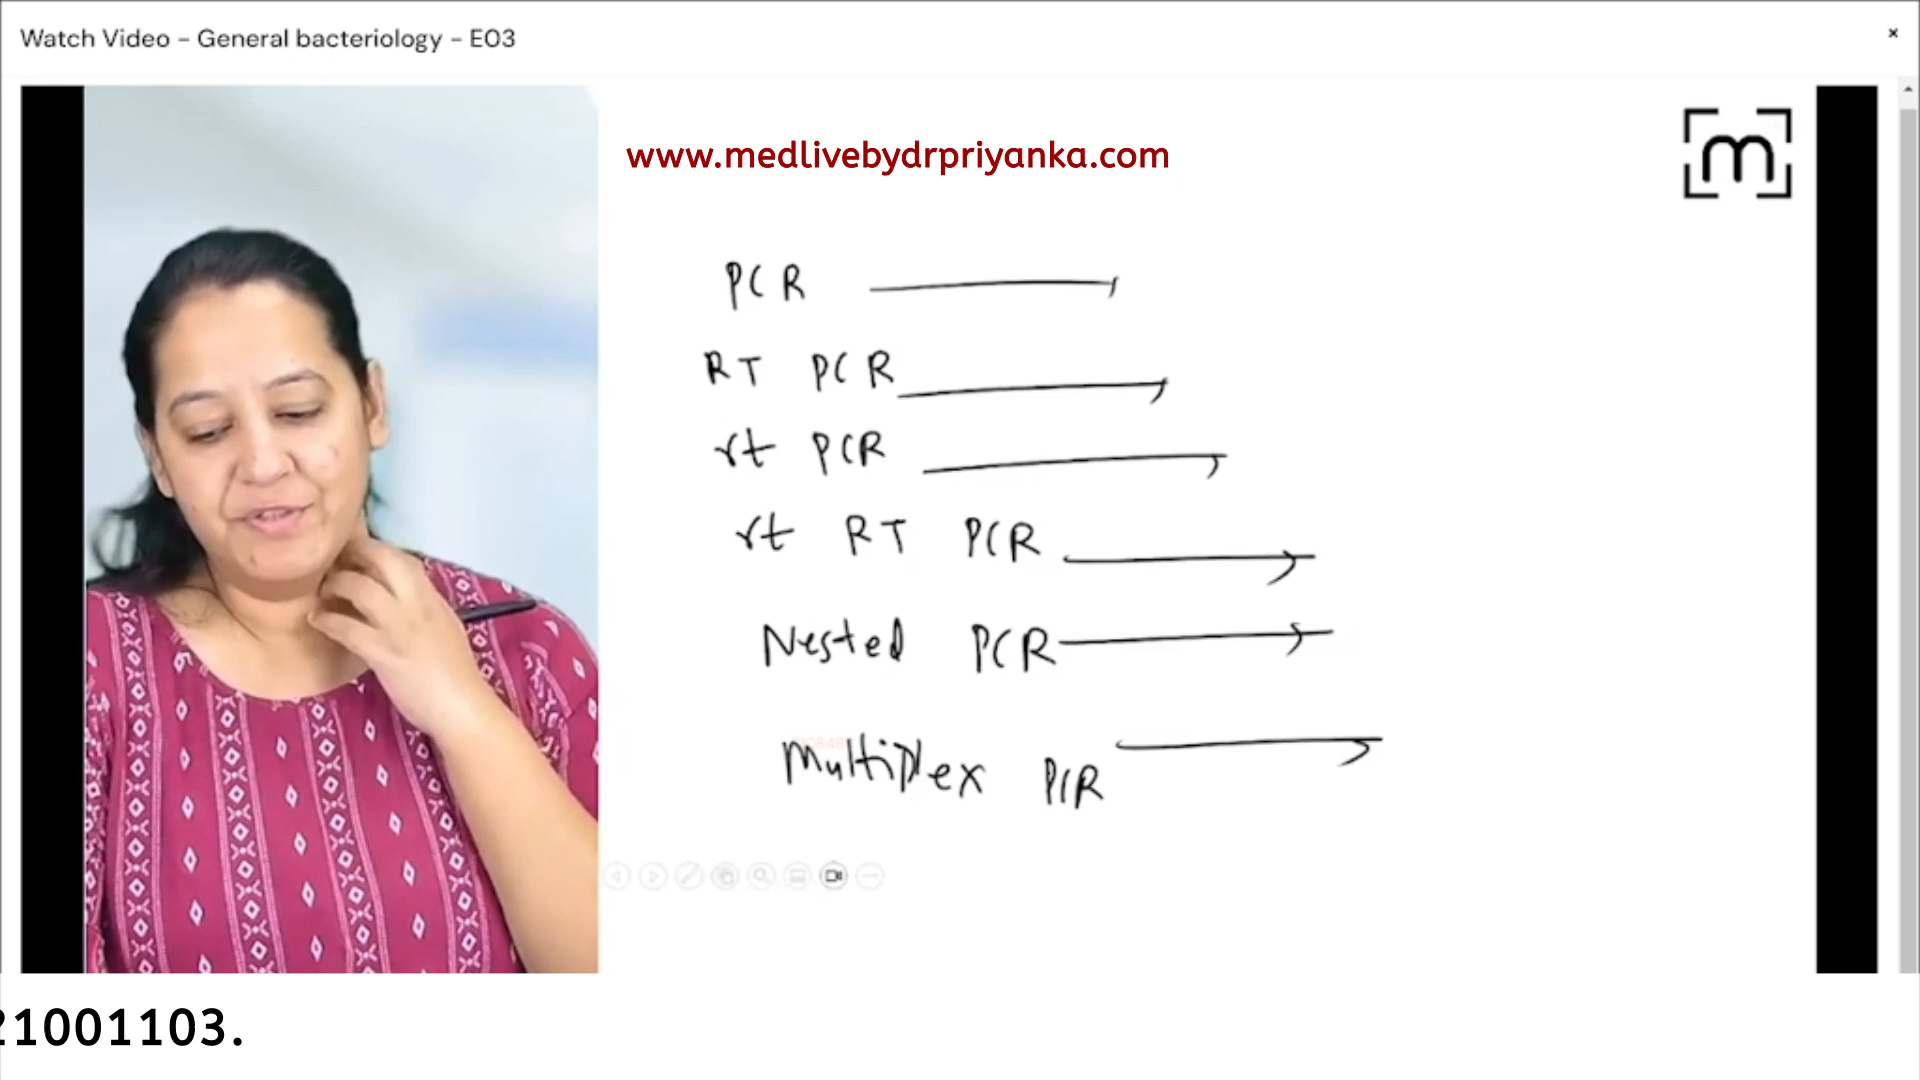 Watch Video – General bacteriology – E03
www.medlivebydrpriyanka.com
m
PCR
RT PCR
rt PCR
rt RT PCR
Nested PCR
Multiplex PCR
21001103.